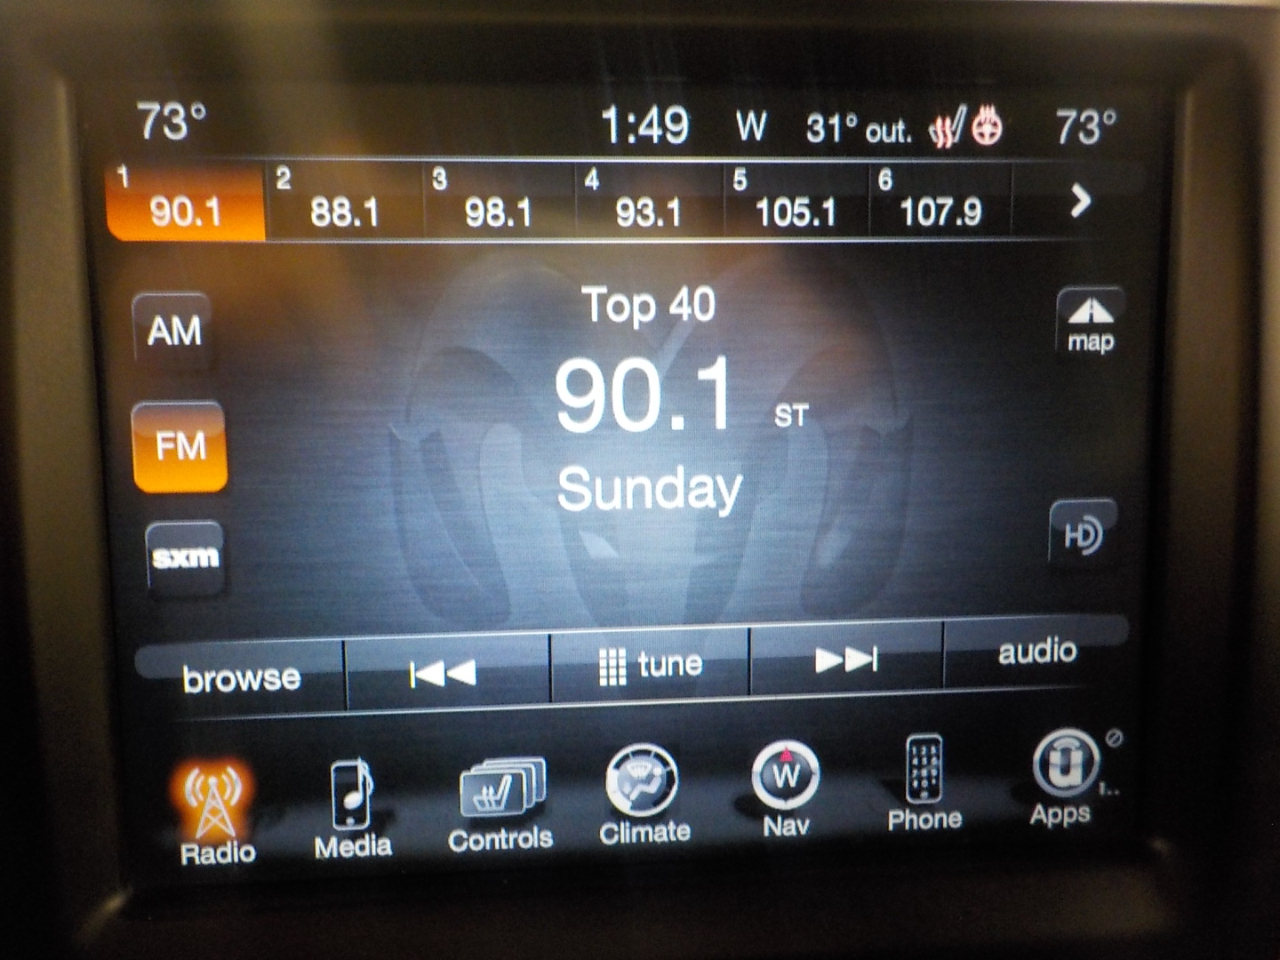 73° 1:49 W 31° out. 73°
1 2 3 4 5 6
90.1 88.1 98.1 93.1 105.1 107.9
Top 40
AM
map
90.1 ST
FM
Sunday
HD
sxm
browse tune audio
W
Radio Media Controls Climate Nav Phone Apps